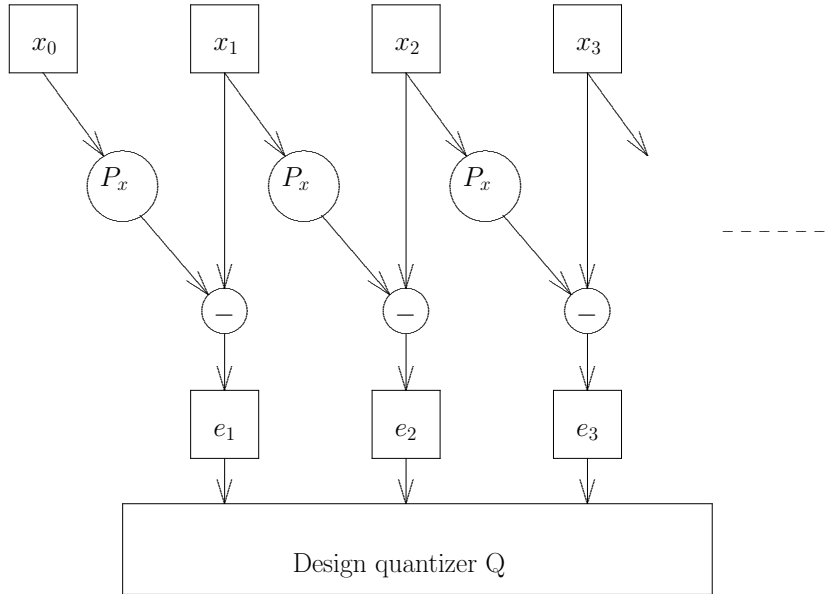 x₀ x₁ x₂ x₃
Pₓ Pₓ Pₓ
− − −
e₁ e₂ e₃
Design quantizer Q